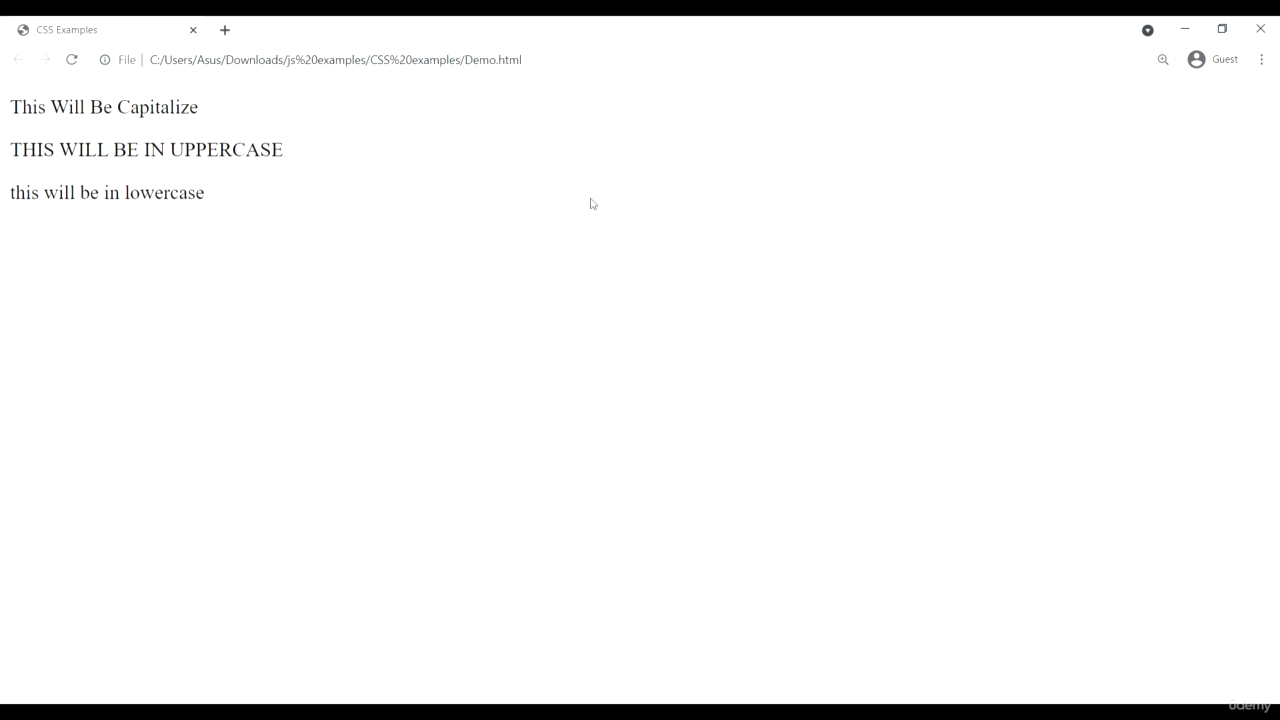 CSS Examples
File C:/Users/Asus/Downloads/js%20examples/CSS%20examples/Demo.html
Guest
This Will Be Capitalize
THIS WILL BE IN UPPERCASE
this will be in lowercase
ûdemy